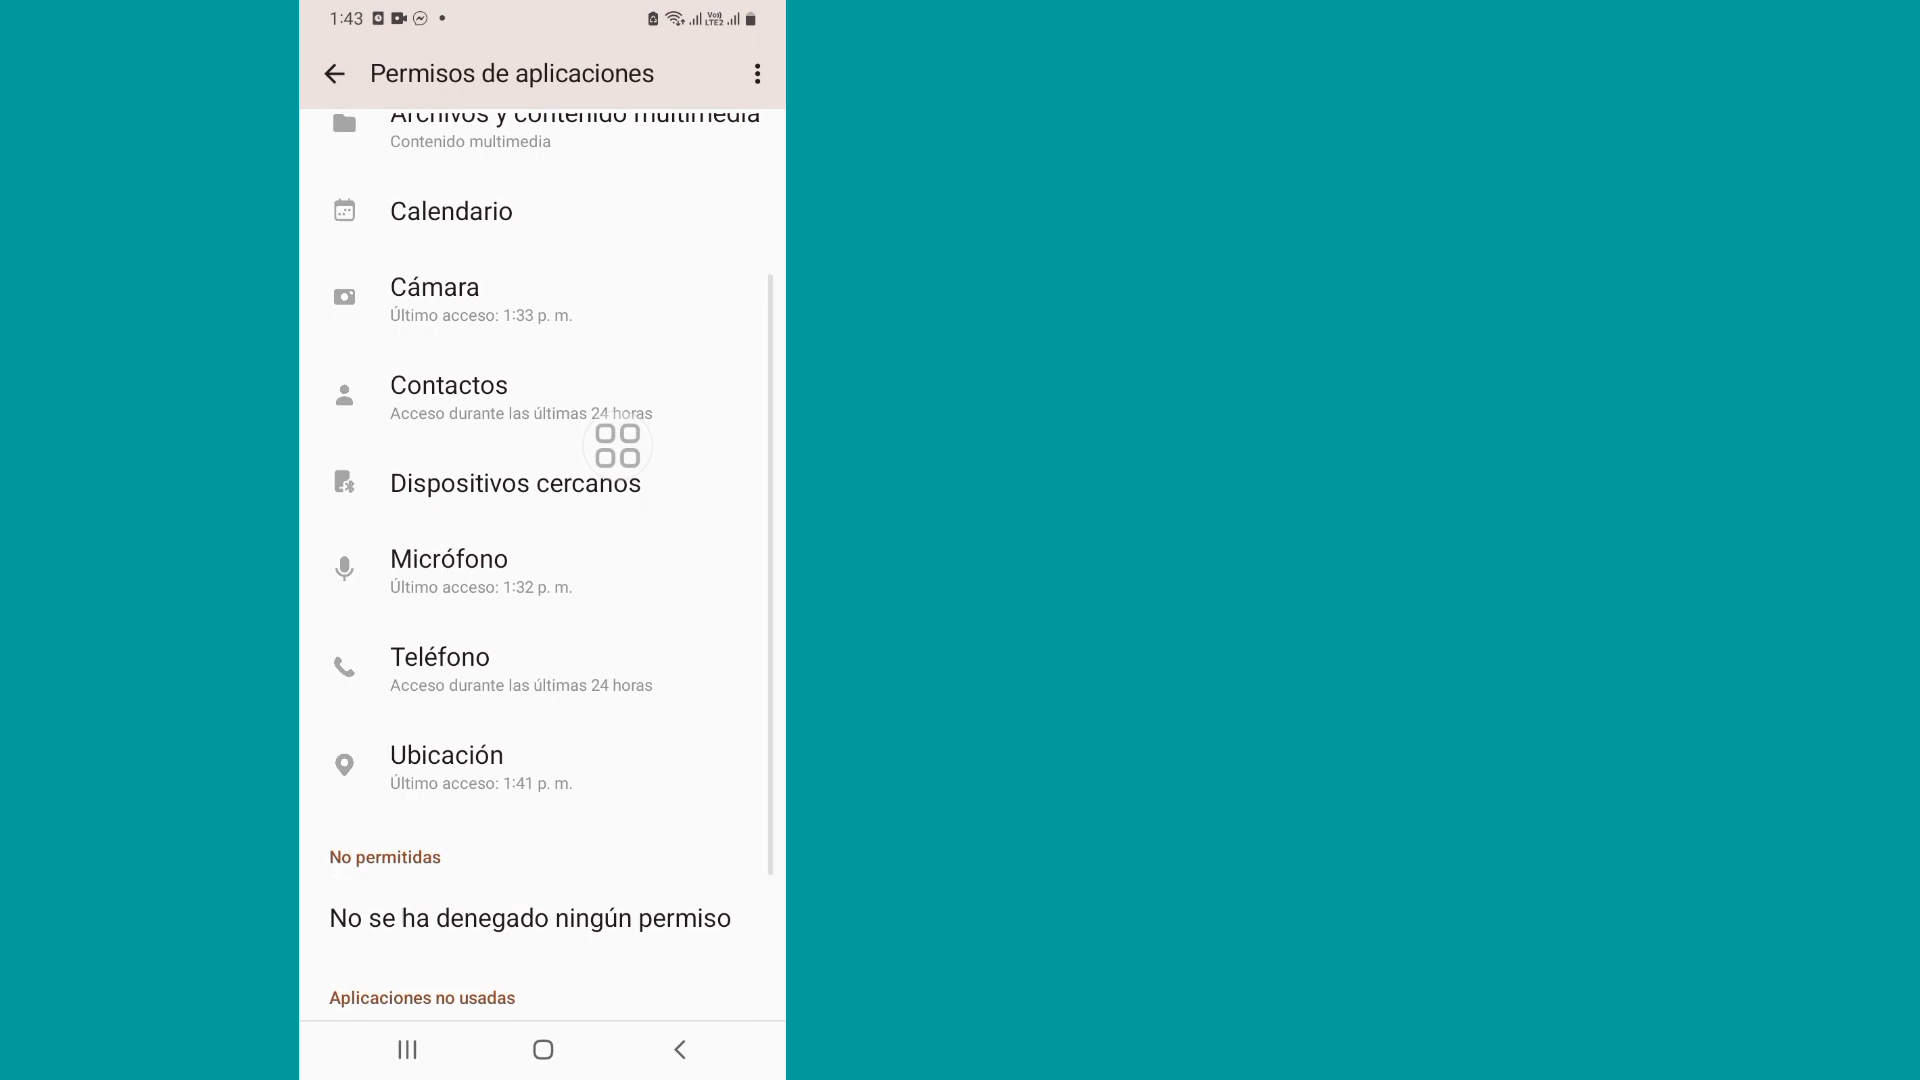 1:43
Vo)) LTE2
Permisos de aplicaciones
Archivos y contenido multimedia
Contenido multimedia
Calendario
Cámara
Último acceso: 1:33 p. m.
Contactos
Acceso durante las últimas 24 horas
Dispositivos cercanos
Micrófono
Último acceso: 1:32 p. m.
Teléfono
Acceso durante las últimas 24 horas
Ubicación
Último acceso: 1:41 p. m.
No permitidas
No se ha denegado ningún permiso
Aplicaciones no usadas